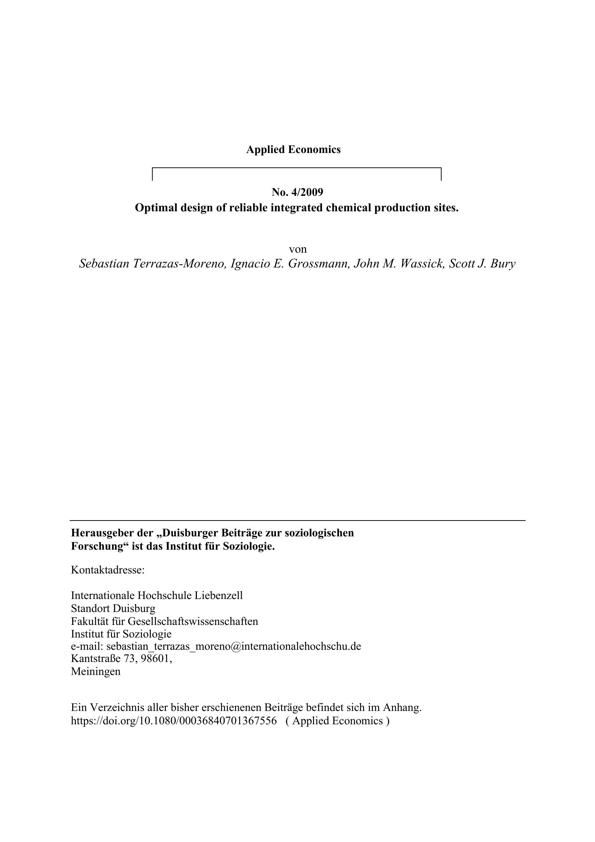 Applied Economics
No. 4/2009
Optimal design of reliable integrated chemical production sites.
von
Sebastian Terrazas-Moreno, Ignacio E. Grossmann, John M. Wassick, Scott J. Bury
Herausgeber der „Duisburger Beiträge zur soziologischen
Forschung“ ist das Institut für Soziologie.
Kontaktadresse:
Internationale Hochschule Liebenzell
Standort Duisburg
Fakultät für Gesellschaftswissenschaften
Institut für Soziologie
e-mail: sebastian_terrazas_moreno@internationalehochschu.de
Kantstraße 73, 98601,
Meiningen
Ein Verzeichnis aller bisher erschienenen Beiträge befindet sich im Anhang.
https://doi.org/10.1080/00036840701367556 ( Applied Economics )